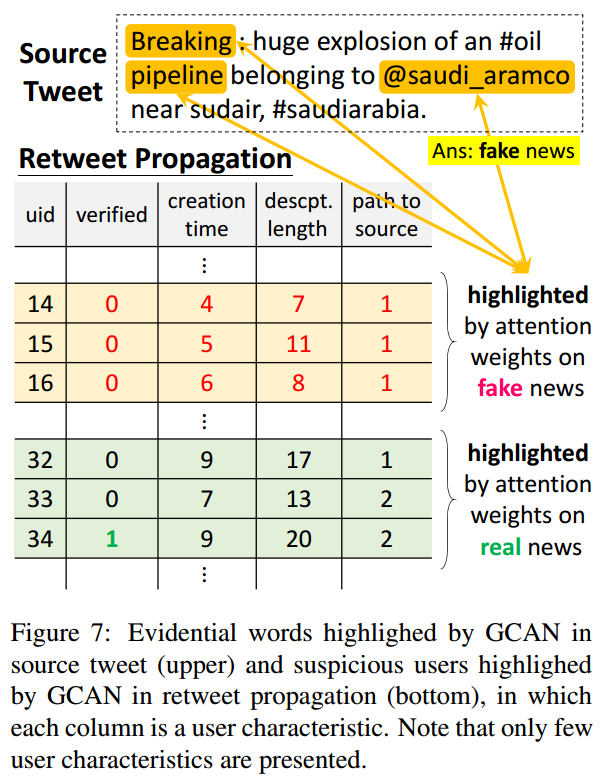 Source Tweet
Breaking : huge explosion of an #oil
pipeline belonging to @saudi_aramco
near sudair, #saudiarabia.
Ans: fake news
Retweet Propagation
uid verified creation time descpt. length path to source
⋮
14 0 4 7 1
15 0 5 11 1
16 0 6 8 1
⋮
32 0 9 17 1
33 0 7 13 2
34 1 9 20 2
⋮
highlighted
by attention
weights on
fake news
highlighted
by attention
weights on
real news
Figure 7: Evidential words highlighed by GCAN in
source tweet (upper) and suspicious users highlighed
by GCAN in retweet propagation (bottom), in which
each column is a user characteristic. Note that only few
user characteristics are presented.